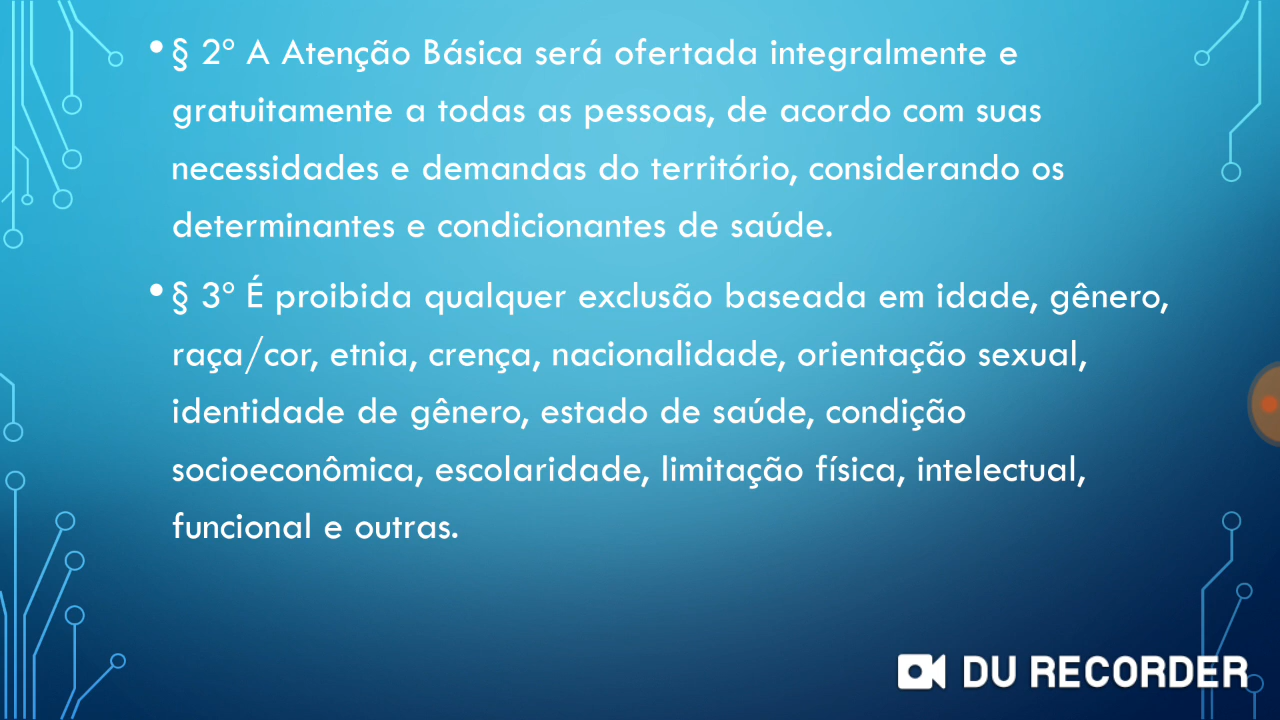 • § 2º A Atenção Básica será ofertada integralmente e
gratuitamente a todas as pessoas, de acordo com suas
necessidades e demandas do território, considerando os
determinantes e condicionantes de saúde.
• § 3º É proibida qualquer exclusão baseada em idade, gênero,
raça/cor, etnia, crença, nacionalidade, orientação sexual,
identidade de gênero, estado de saúde, condição
socioeconômica, escolaridade, limitação física, intelectual,
funcional e outras.
DU RECORDER